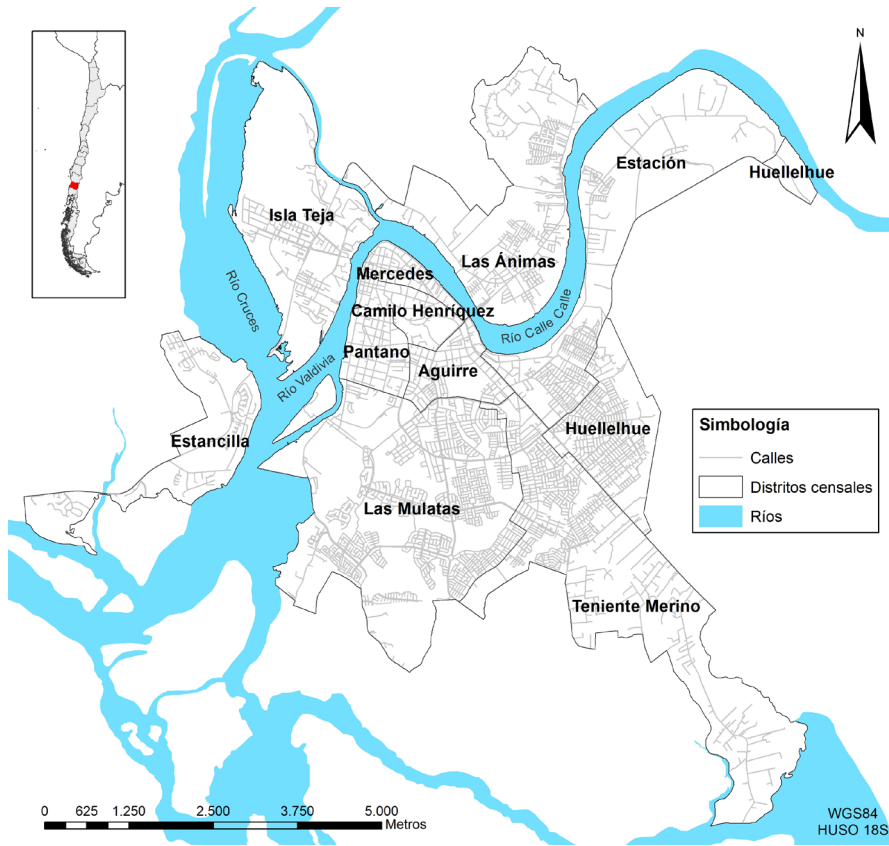 N
Estación
Huellelhue
Isla Teja
Las Ánimas
Mercedes
Río Cruces
Río Calle Calle
Camilo Henríquez
Pantano
Río Valdivia
Aguirre
Estancilla
Huellelhue
Simbología
Calles
Distritos censales
Ríos
Las Mulatas
Teniente Merino
0 625 1.250 2.500 3.750 5.000
Metros
WGS84
HUSO 18S